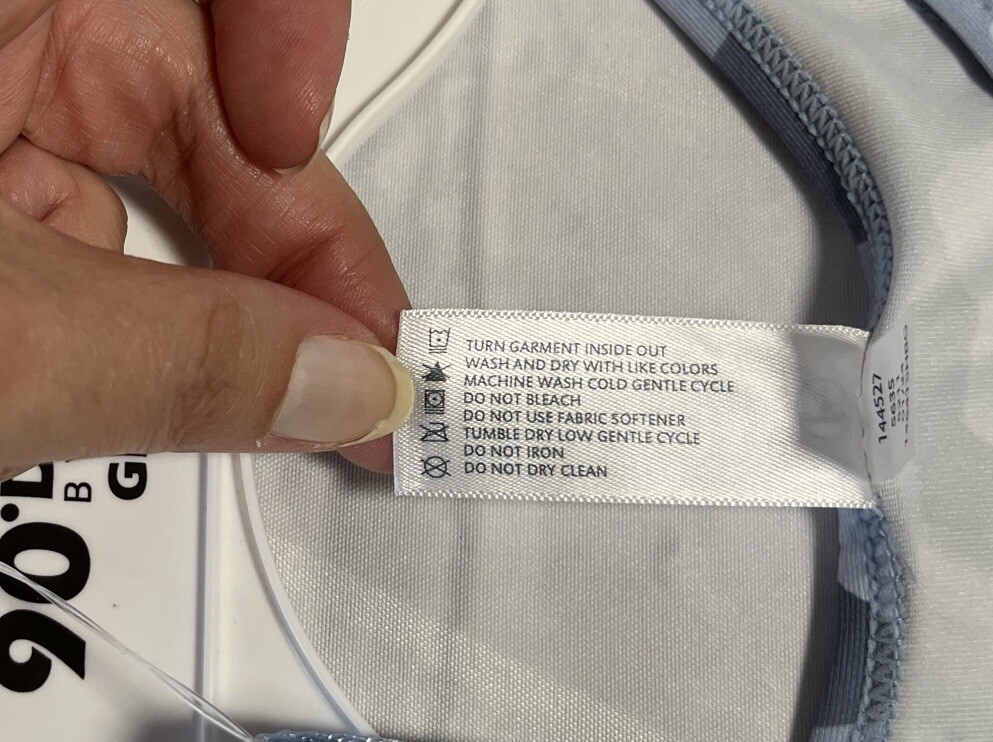 TURN GARMENT INSIDE OUT
WASH AND DRY WITH LIKE COLORS
MACHINE WASH COLD GENTLE CYCLE
DO NOT BLEACH
DO NOT USE FABRIC SOFTENER
TUMBLE DRY LOW GENTLE CYCLE
DO NOT IRON
DO NOT DRY CLEAN
144527
5635
90.
B